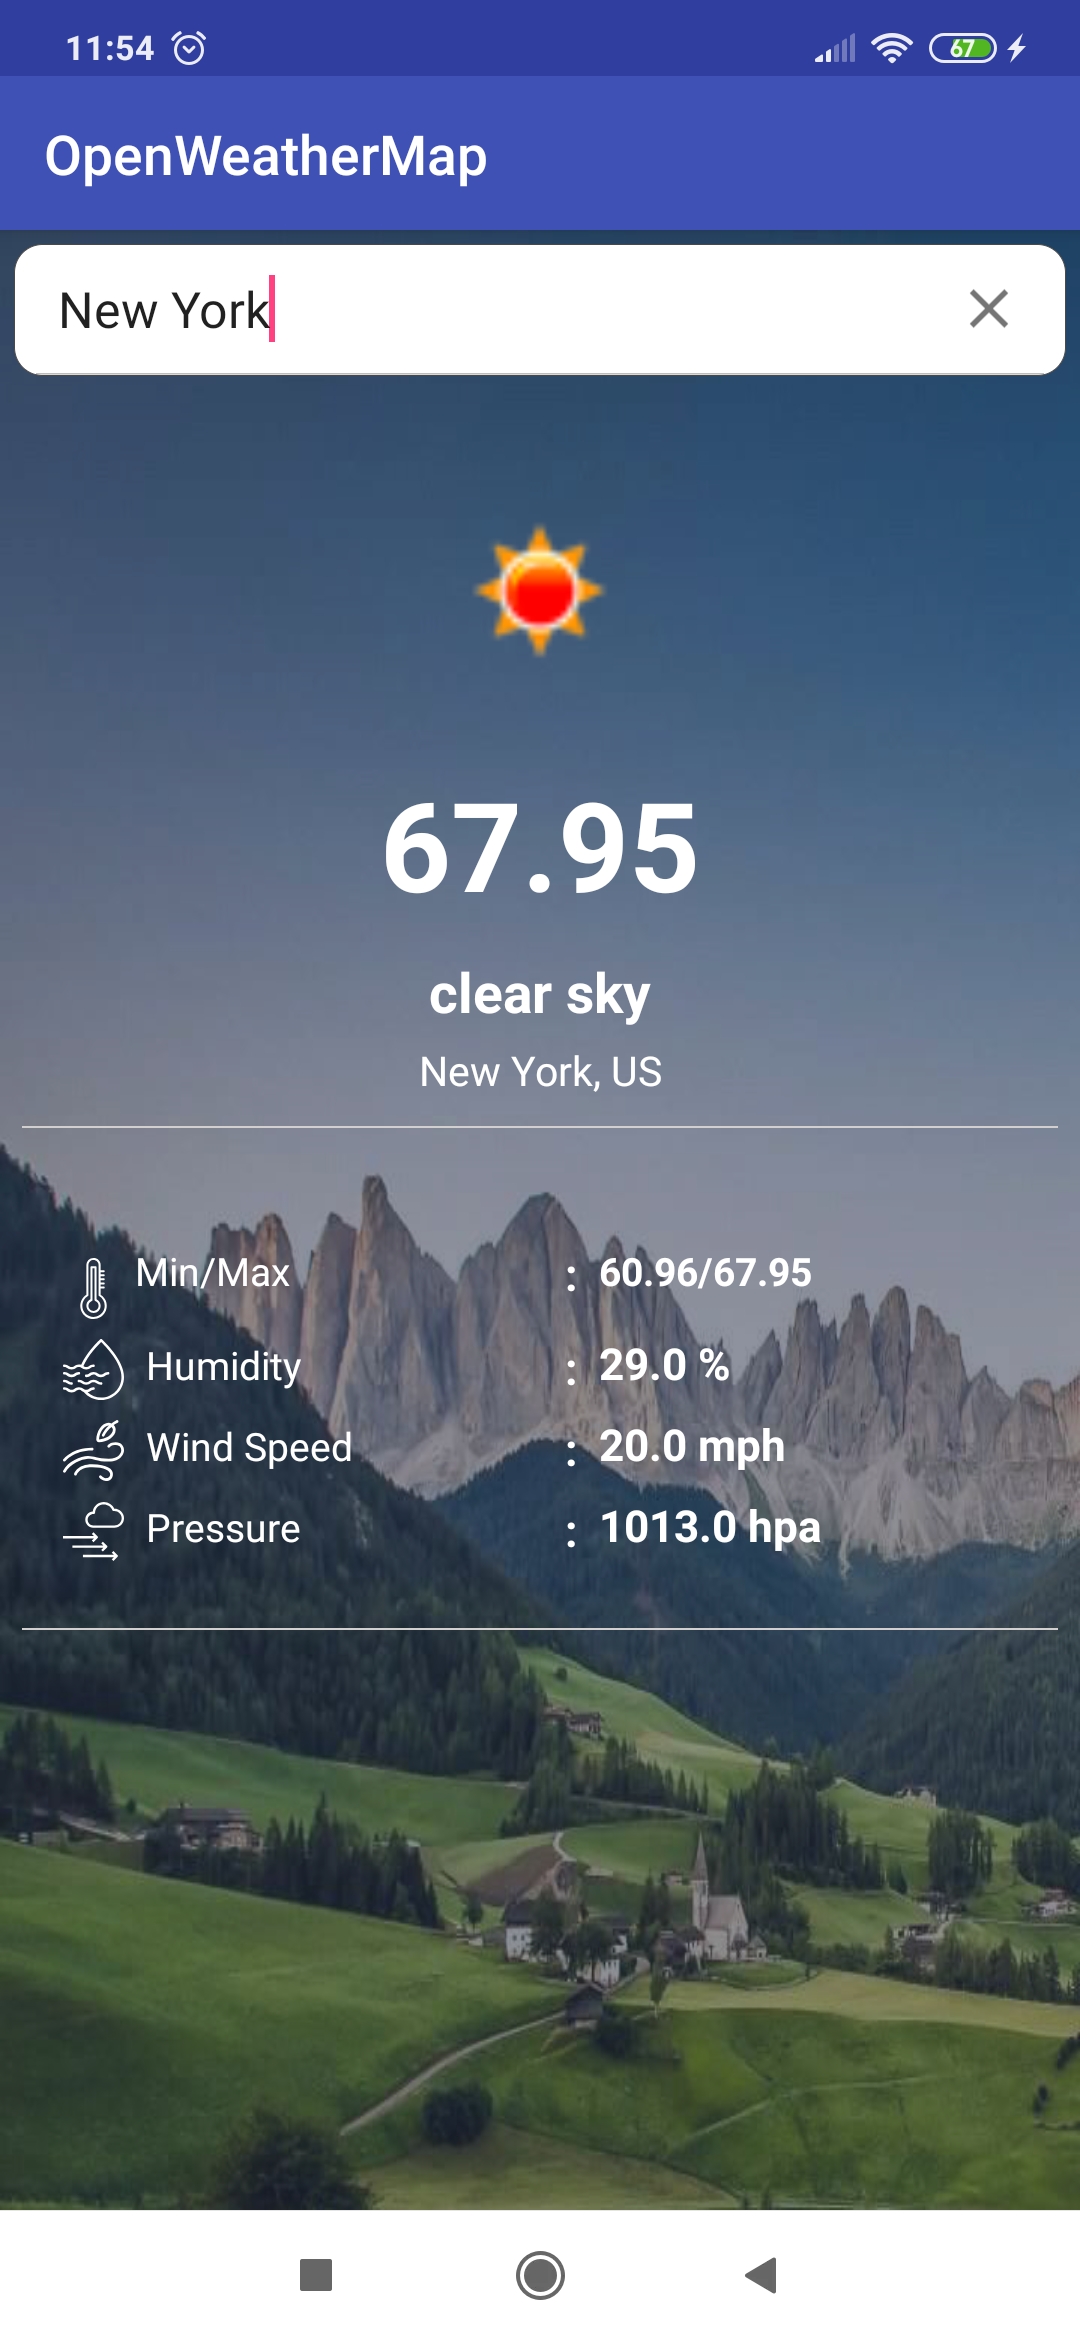 11:54 67
OpenWeatherMap
New York
67.95
clear sky
New York, US
Min/Max : 60.96/67.95
Humidity : 29.0 %
Wind Speed : 20.0 mph
Pressure : 1013.0 hpa